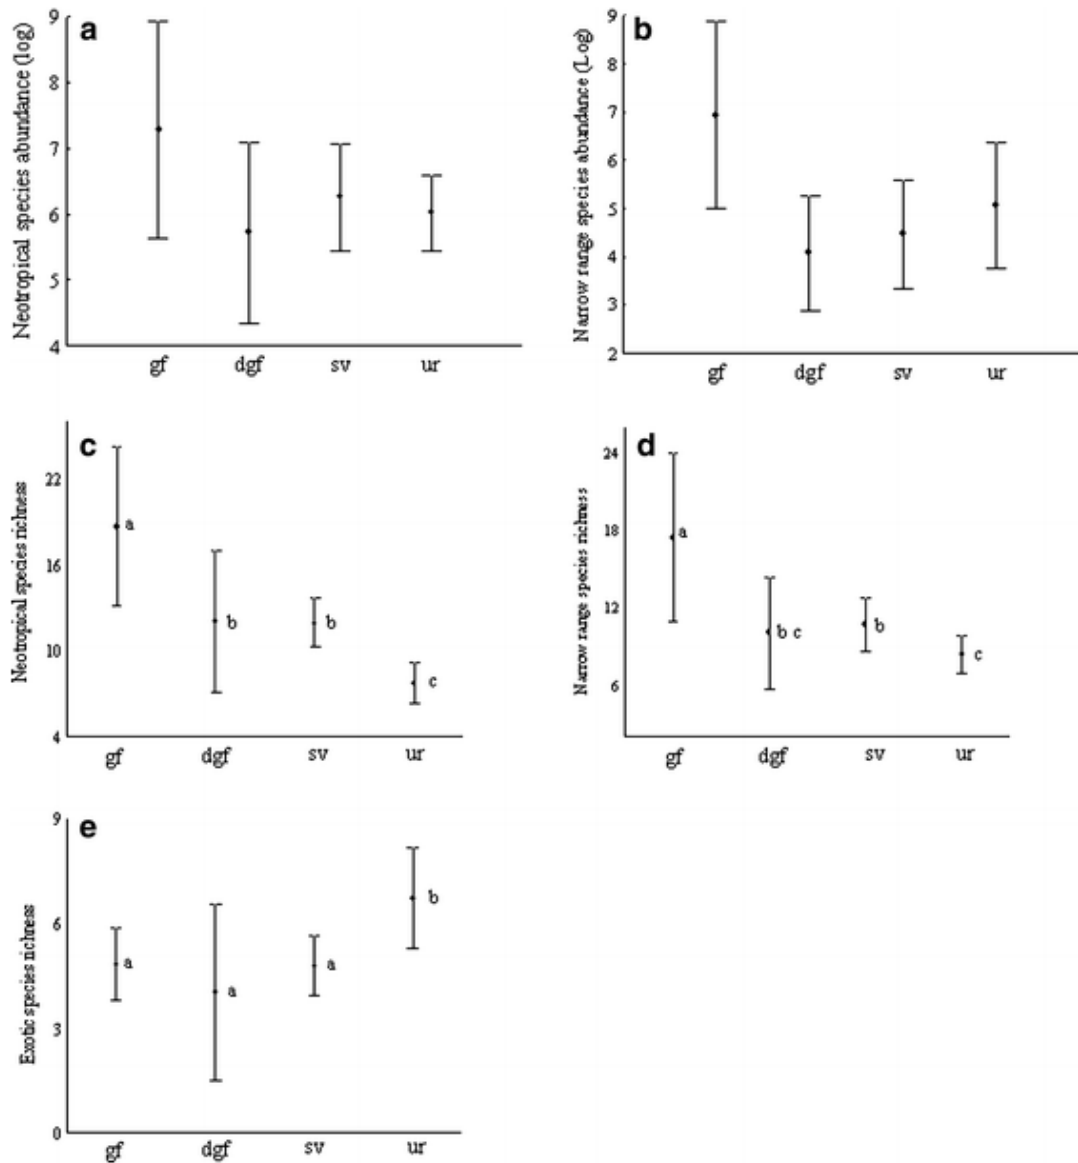 a
Neotropical species abundance (log)
9
8
7
6
5
4
gf dgf sv ur
b
Narrow range species abundance (Log)
9
8
7
6
5
4
3
2
gf dgf sv ur
c
Neotropical species richness
22
16
10
4
a
b
b
c
gf dgf sv ur
d
Narrow range species richness
24
18
12
6
a
b c
b
c
gf dgf sv ur
e
Exotic species richness
9
6
3
0
a
a
a
b
gf dgf sv ur